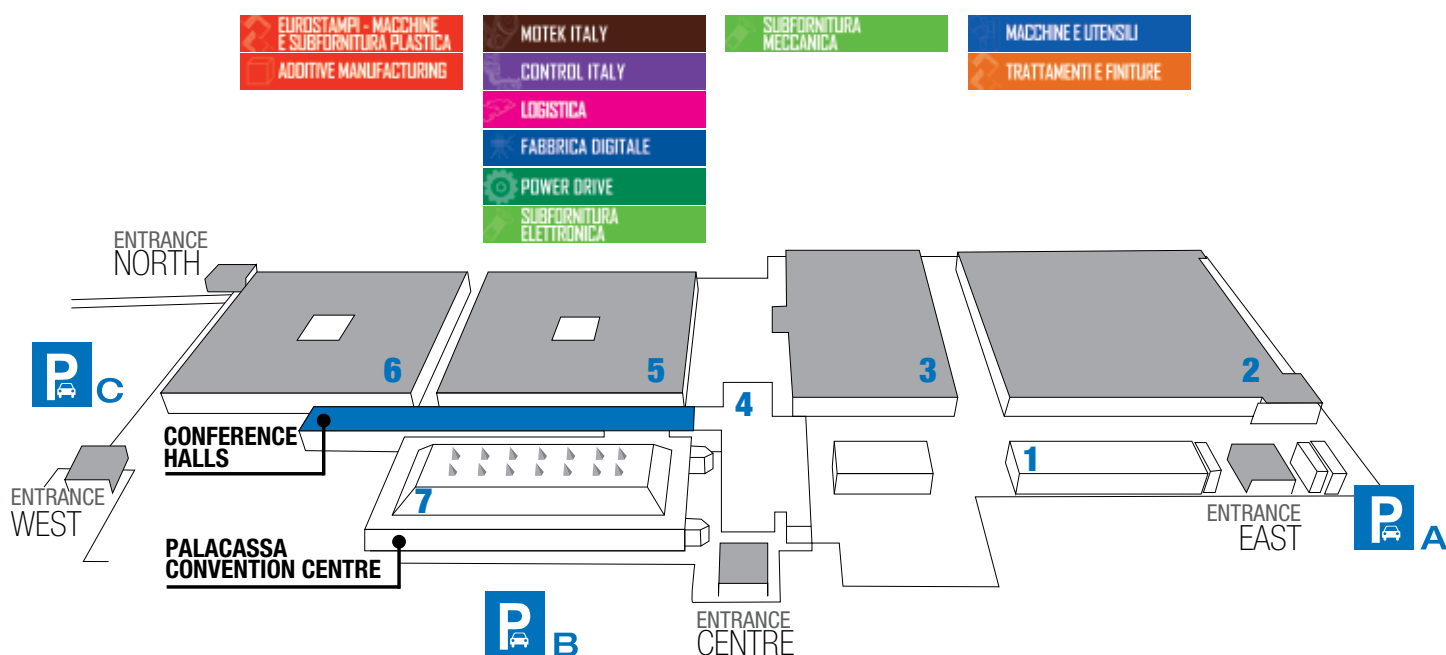 EUROSTAMPI - MACCHINE
E SUBFORNITURA PLASTICA
ADDITIVE MANUFACTURING
MOTEK ITALY
CONTROL ITALY
LOGISTICA
FABBRICA DIGITALE
POWER DRIVE
SUBFORNITURA
ELETTRONICA
SUBFORNITURA
MECCANICA
MACCHINE E UTENSILI
TRATTAMENTI E FINITURE
ENTRANCE
NORTH
6
5
3
2
P C
4
CONFERENCE
HALLS
1
7
ENTRANCE
WEST
ENTRANCE
EAST
P A
PALACASSA
CONVENTION CENTRE
P B
ENTRANCE
CENTRE